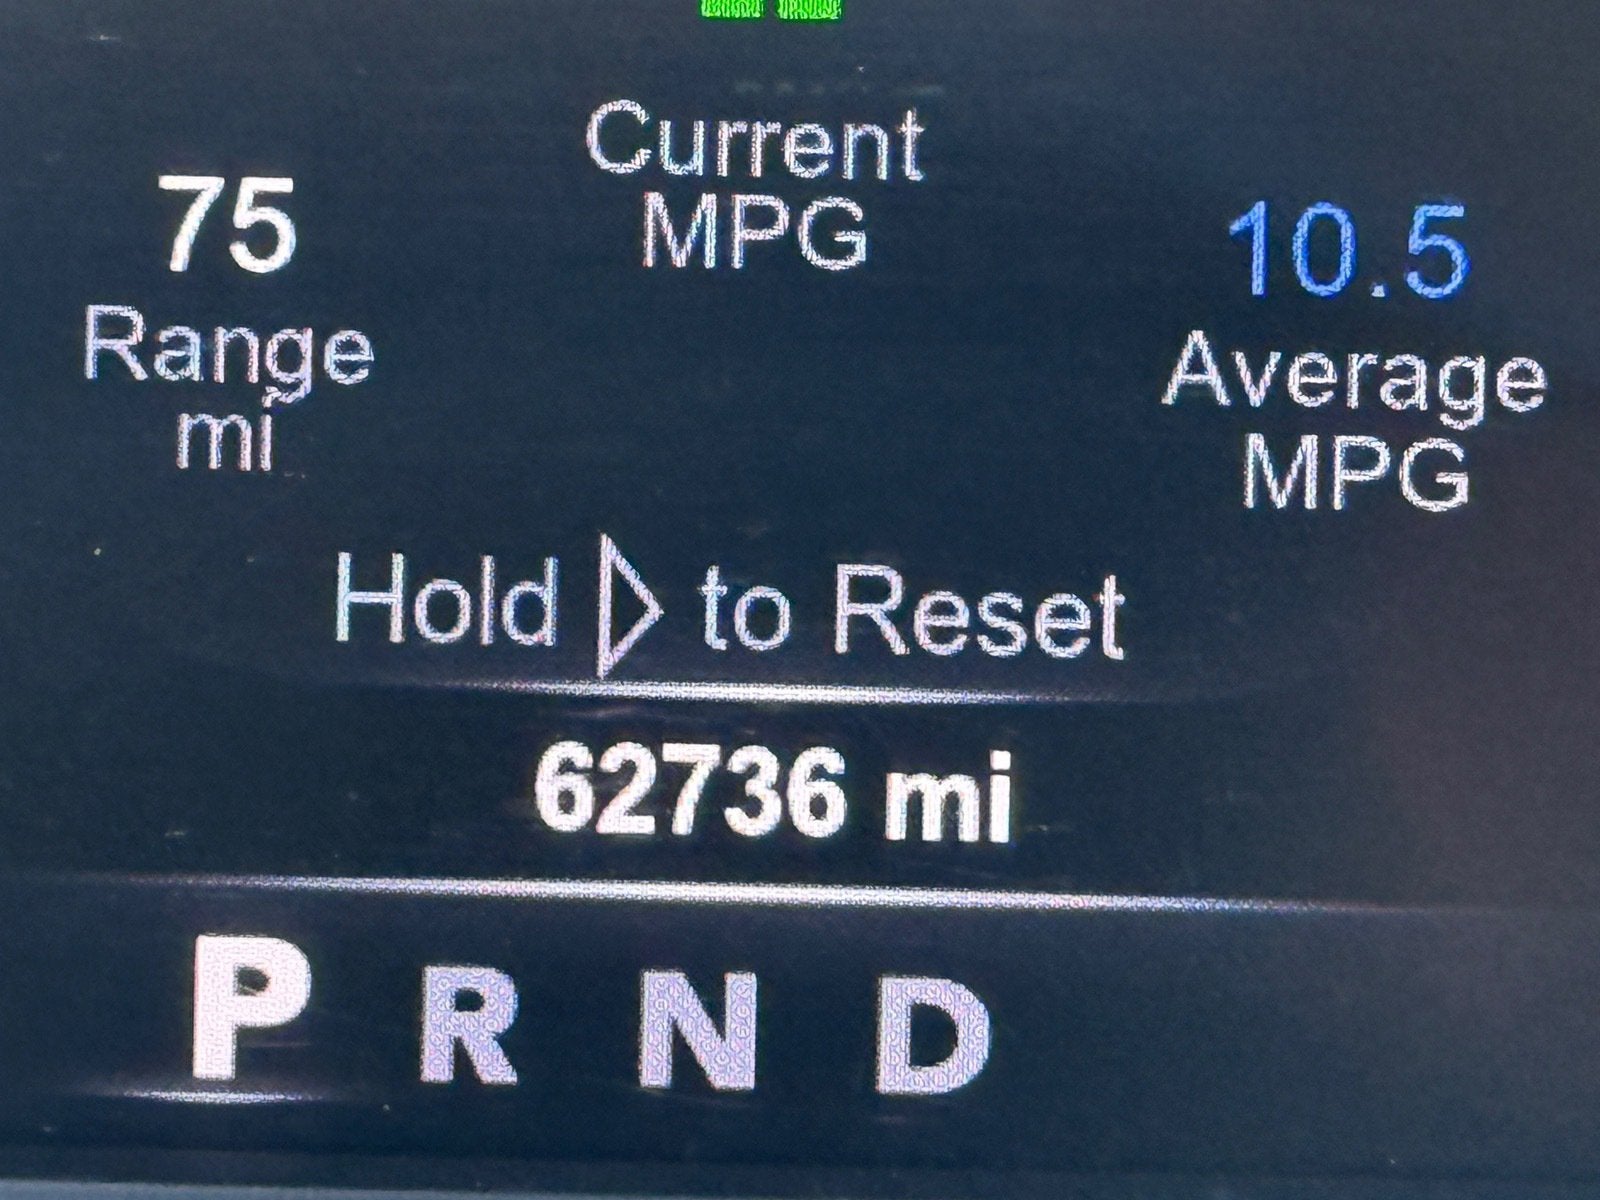 Current
MPG
75
Range
mi
10.5
Average
MPG
Hold ▷ to Reset
62736 mi
P R N D